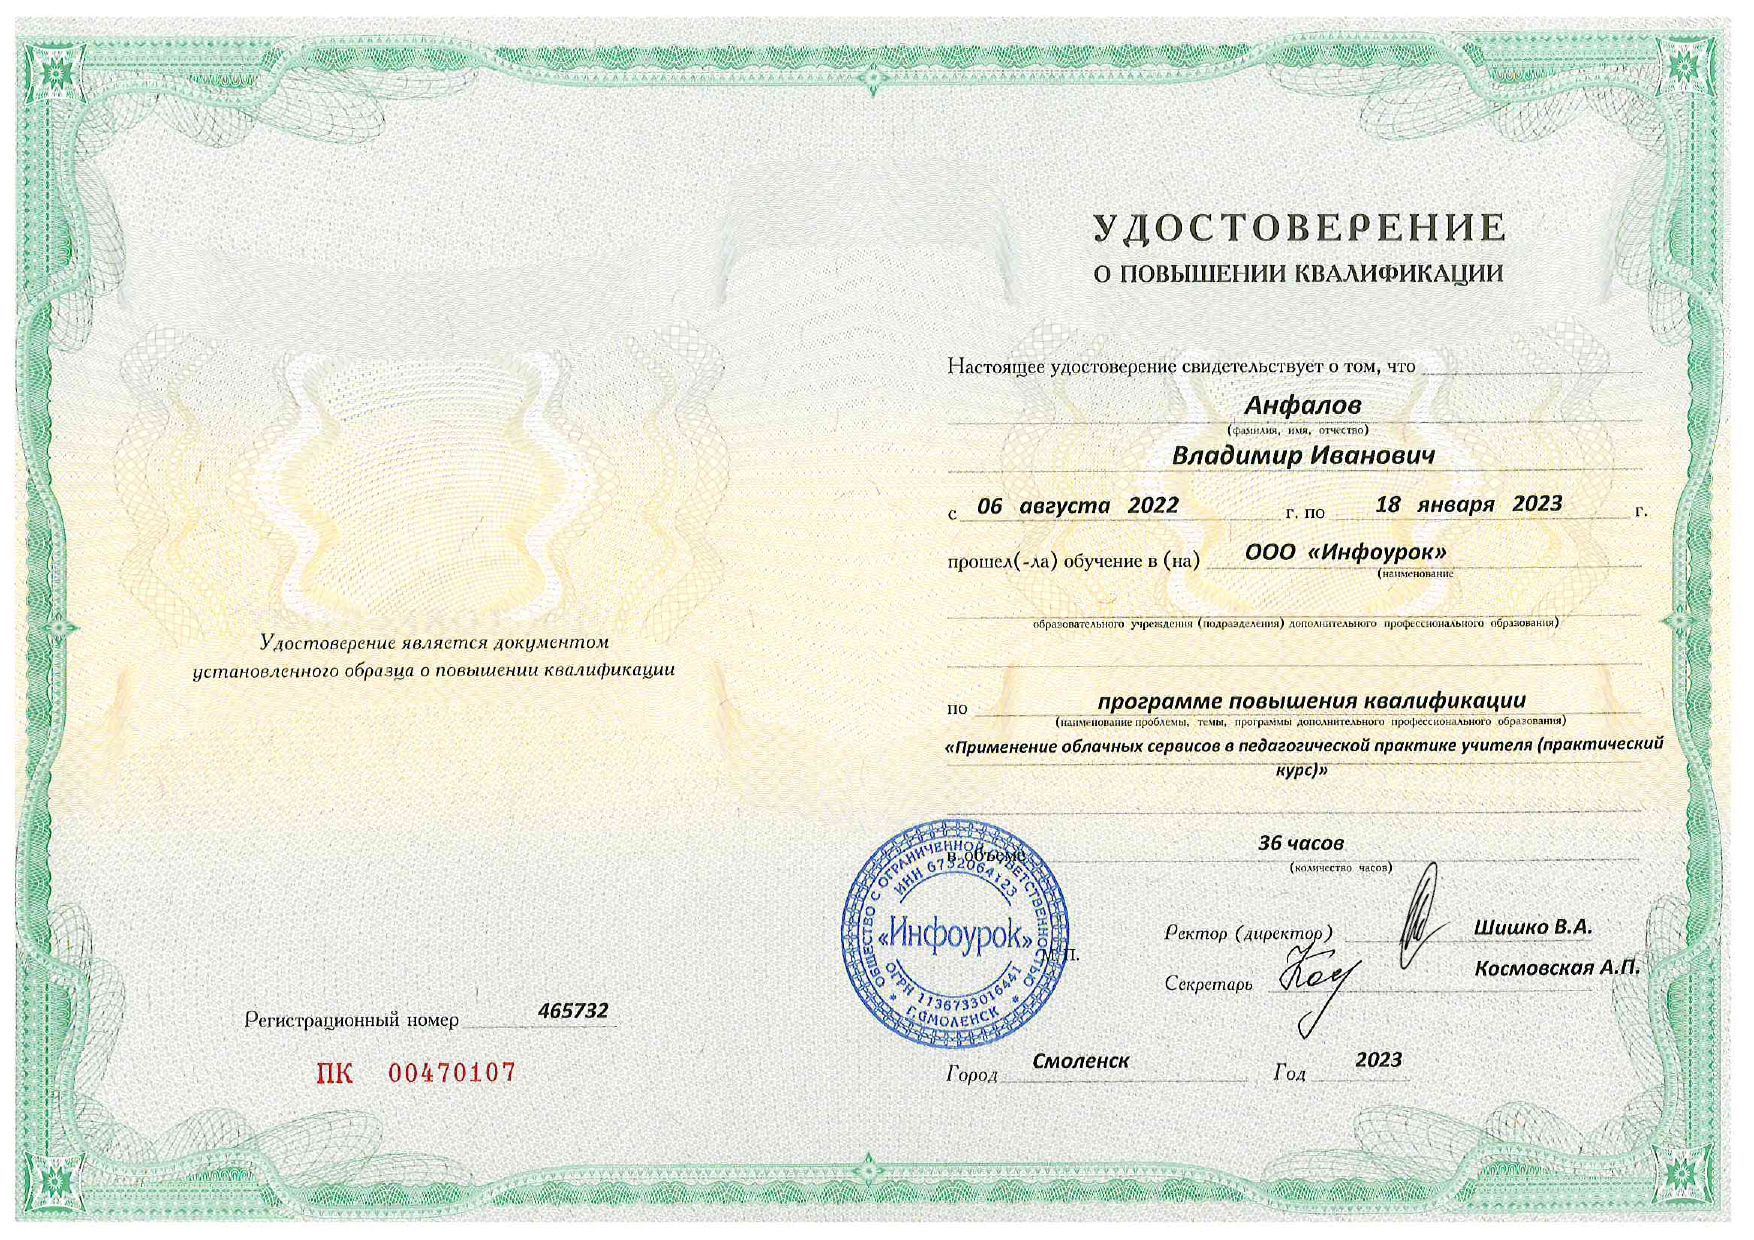 Удостоверение является документом
установленного образца о повышении квалификации
Регистрационный номер 465732
ПК 00470107
УДОСТОВЕРЕНИЕ
О ПОВЫШЕНИИ КВАЛИФИКАЦИИ
Настоящее удостоверение свидетельствует о том, что
Анфалов
(фамилия, имя, отчество)
Владимир Иванович
с 06 августа 2022 г. по 18 января 2023 г.
прошел(-ла) обучение в (на) ООО «Инфоурок»
(наименование
образовательного учреждения (подразделения) дополнительного профессионального образования)
по программе повышения квалификации
(наименование проблемы, темы, программы дополнительного профессионального образования)
«Применение облачных сервисов в педагогической практике учителя (практический
курс)»
в объеме 36 часов
(количество часов)
ОБЩЕСТВО С ОГРАНИЧЕННОЙ ОТВЕТСТВЕННОСТЬЮ
ИНН 6732064123
«Инфоурок»
ОГРН 1136733016441
* Г.СМОЛЕНСК *
М.П.
Ректор (директор) Шишко В.А.
Секретарь Космовская А.П.
Город Смоленск Год 2023